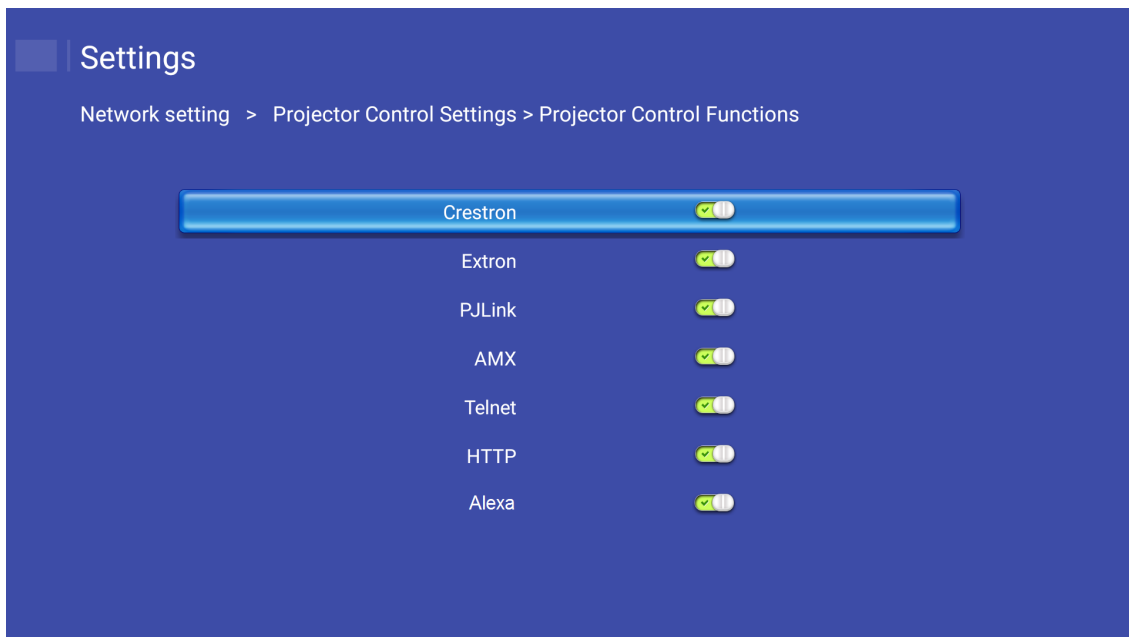 Settings
Network setting > Projector Control Settings > Projector Control Functions
Crestron
Extron
PJLink
AMX
Telnet
HTTP
Alexa